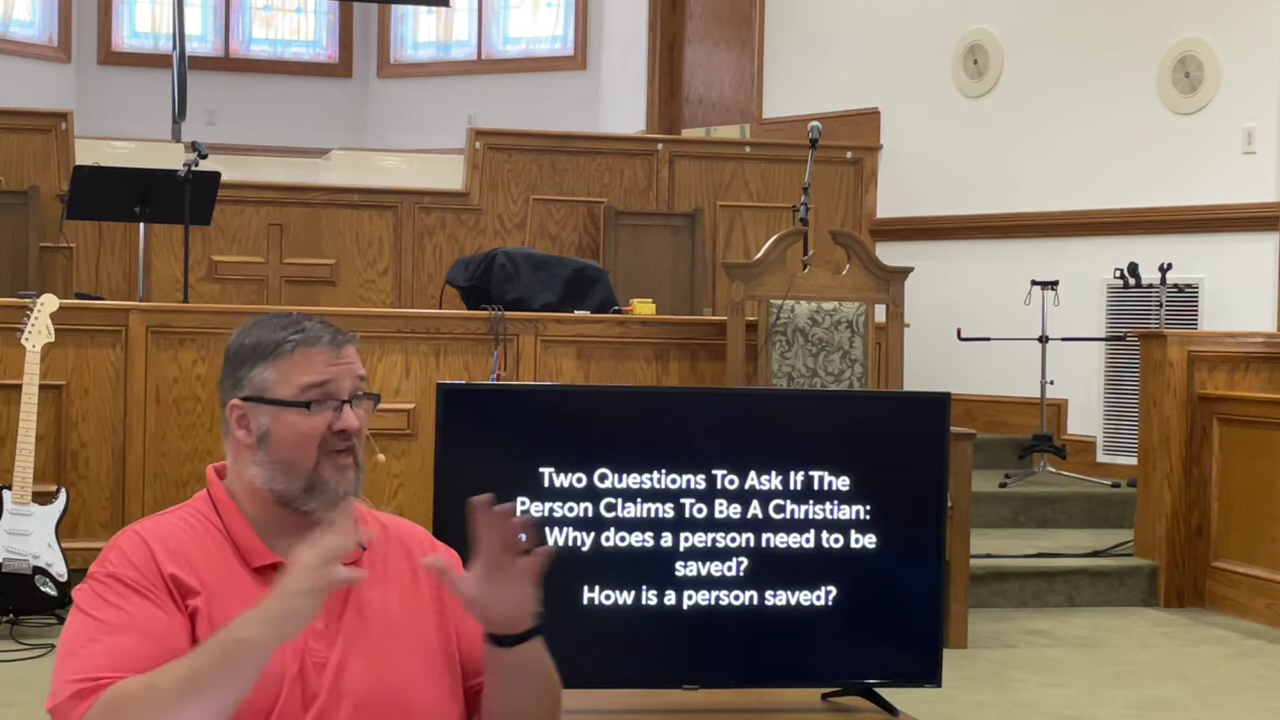 Two Questions To Ask If The
Person Claims To Be A Christian:
Why does a person need to be
saved?
How is a person saved?